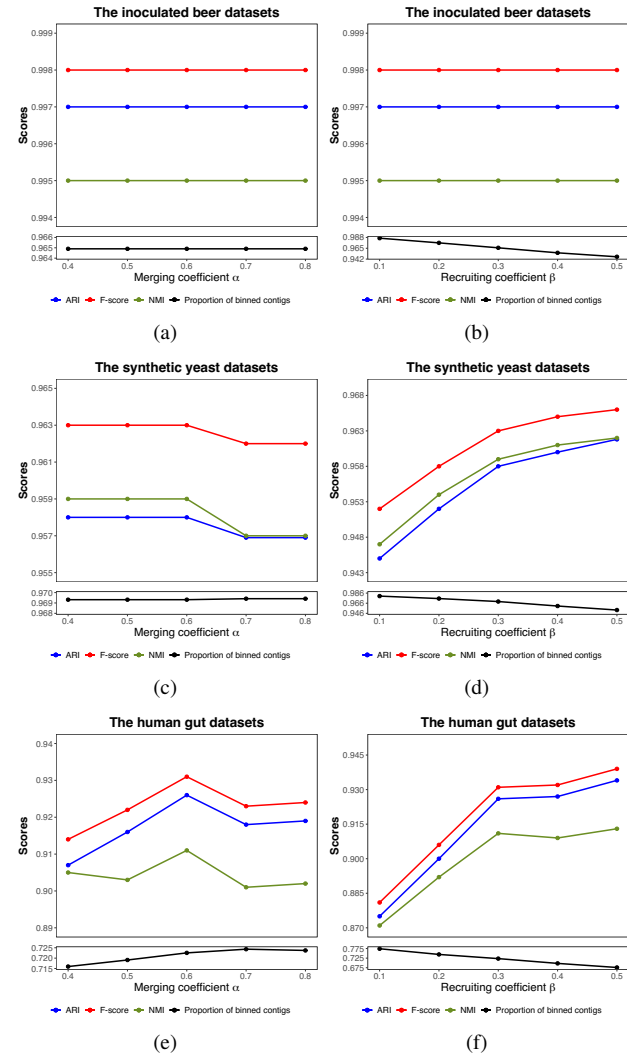 The inoculated beer datasets
0.999
0.998
0.997
0.996
0.995
0.994
Scores
0.966
0.965
0.964
0.4 0.5 0.6 0.7 0.8
Merging coefficient α
ARI F-score NMI Proportion of binned contigs
(a)
The inoculated beer datasets
0.999
0.998
0.997
0.996
0.995
0.994
Scores
0.988
0.965
0.942
0.1 0.2 0.3 0.4 0.5
Recruiting coefficient β
ARI F-score NMI Proportion of binned contigs
(b)
The synthetic yeast datasets
0.965
0.963
0.961
0.959
0.957
0.955
Scores
0.970
0.969
0.968
0.4 0.5 0.6 0.7 0.8
Merging coefficient α
ARI F-score NMI Proportion of binned contigs
(c)
The synthetic yeast datasets
0.968
0.963
0.958
0.953
0.948
0.943
Scores
0.986
0.966
0.946
0.1 0.2 0.3 0.4 0.5
Recruiting coefficient β
ARI F-score NMI Proportion of binned contigs
(d)
The human gut datasets
0.94
0.93
0.92
0.91
0.90
0.89
Scores
0.725
0.715
0.4 0.5 0.6 0.7 0.8
Merging coefficient α
ARI F-score NMI Proportion of binned contigs
(e)
The human gut datasets
0.945
0.930
0.915
0.900
0.885
0.870
Scores
0.775
0.675
0.1 0.2 0.3 0.4 0.5
Recruiting coefficient β
ARI F-score NMI Proportion of binned contigs
(f)